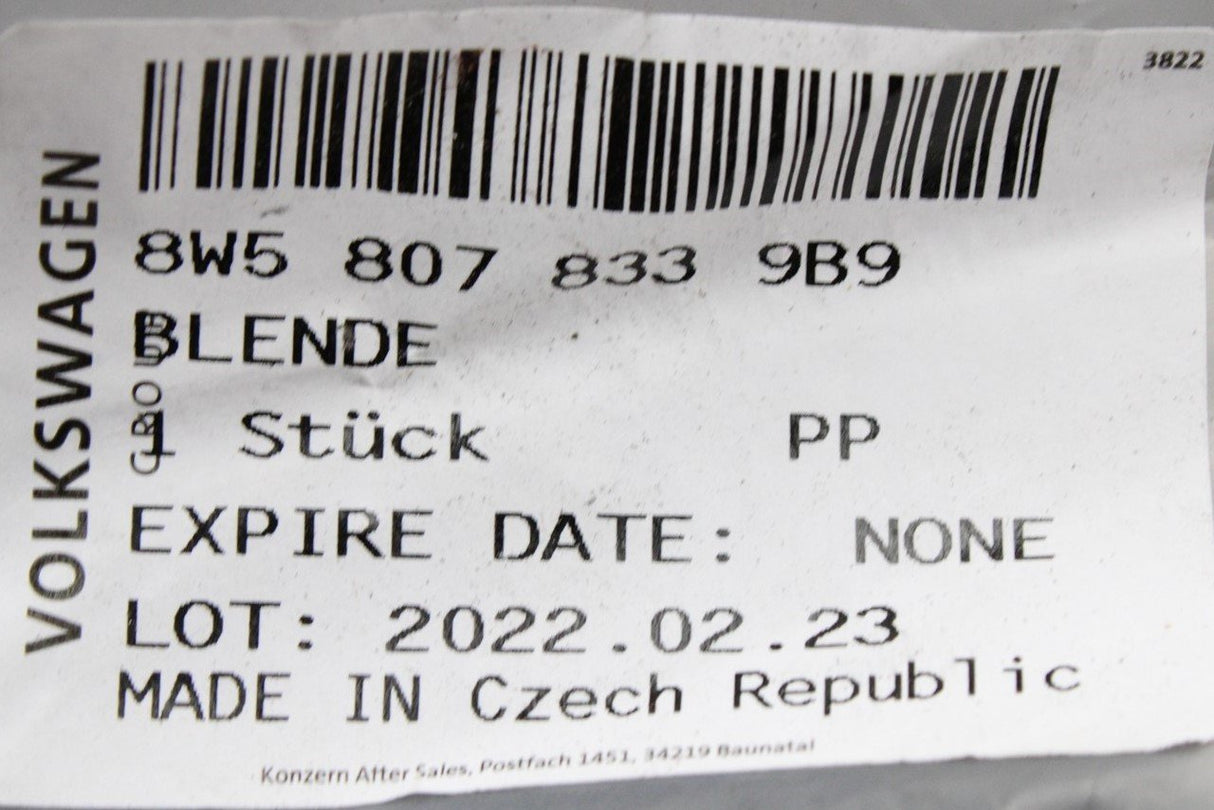 3822
VOLKSWAGEN
GROUP
8W5 807 833 9B9
BLENDE
1 Stück PP
EXPIRE DATE: NONE
LOT: 2022.02.23
MADE IN Czech Republic
Konzern After Sales, Postfach 1451, 34219 Baunatal